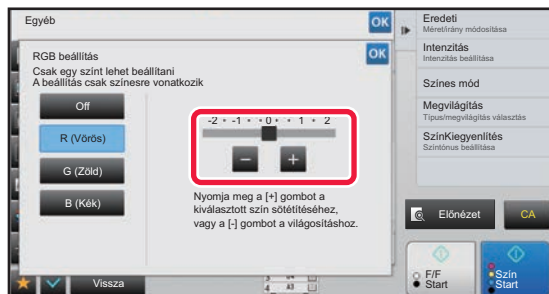 Egyéb
OK
RGB beállítás
OK
Csak egy színt lehet beállítani
A beállítás csak színesre vonatkozik
Off
R (Vörös)
G (Zöld)
B (Kék)
-2 • -1 • • 0 • • 1 • 2
- +
Nyomja meg a [+] gombot a
kiválasztott szín sötétítéséhez,
vagy a [-] gombot a világosításhoz.
Vissza
A3
Eredeti
Méret/irány módosítása
Intenzitás
Intenzitás beállítása
Színes mód
Megvilágítás
Típus/megvilágítás választás
SzínKiegyenlítés
Színtónus beállítása
Előnézet
CA
F/F
Start
Szín
Start